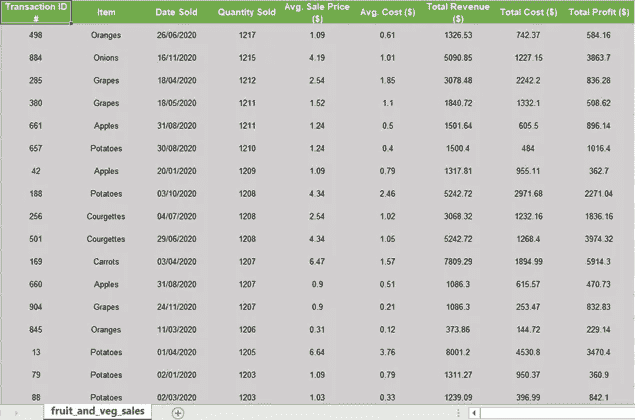 Transaction ID # Item Date Sold Quantity Sold Avg. Sale Price ($) Avg. Cost ($) Total Revenue ($) Total Cost ($) Total Profit ($)
498 Oranges 26/06/2020 1217 1.09 0.61 1326.53 742.37 584.16
884 Onions 16/11/2020 1215 4.19 1.01 5090.85 1227.15 3863.7
285 Grapes 18/04/2020 1212 2.54 1.85 3078.48 2242.2 836.28
380 Grapes 18/05/2020 1211 1.52 1.1 1840.72 1332.1 508.62
661 Apples 31/08/2020 1211 1.24 0.5 1501.64 605.5 896.14
657 Potatoes 30/08/2020 1210 1.24 0.4 1500.4 484 1016.4
42 Apples 20/01/2020 1209 1.09 0.79 1317.81 955.11 362.7
188 Potatoes 03/10/2020 1208 4.34 2.46 5242.72 2971.68 2271.04
256 Courgettes 04/07/2020 1208 2.54 1.02 3068.32 1232.16 1836.16
501 Courgettes 29/06/2020 1208 4.34 1.05 5242.72 1268.4 3974.32
169 Carrots 03/04/2020 1207 6.47 1.57 7809.29 1894.99 5914.3
660 Apples 31/08/2020 1207 0.9 0.51 1086.3 615.57 470.73
904 Grapes 24/11/2020 1207 0.9 0.21 1086.3 253.47 832.83
845 Oranges 11/03/2020 1206 0.31 0.12 373.86 144.72 229.14
13 Potatoes 01/04/2020 1205 6.64 3.76 8001.2 4530.8 3470.4
79 Potatoes 02/01/2020 1203 1.09 0.79 1311.27 950.37 360.9
88 Potatoes 02/03/2020 1203 1.03 0.33 1239.09 396.99 842.1
fruit_and_veg_sales